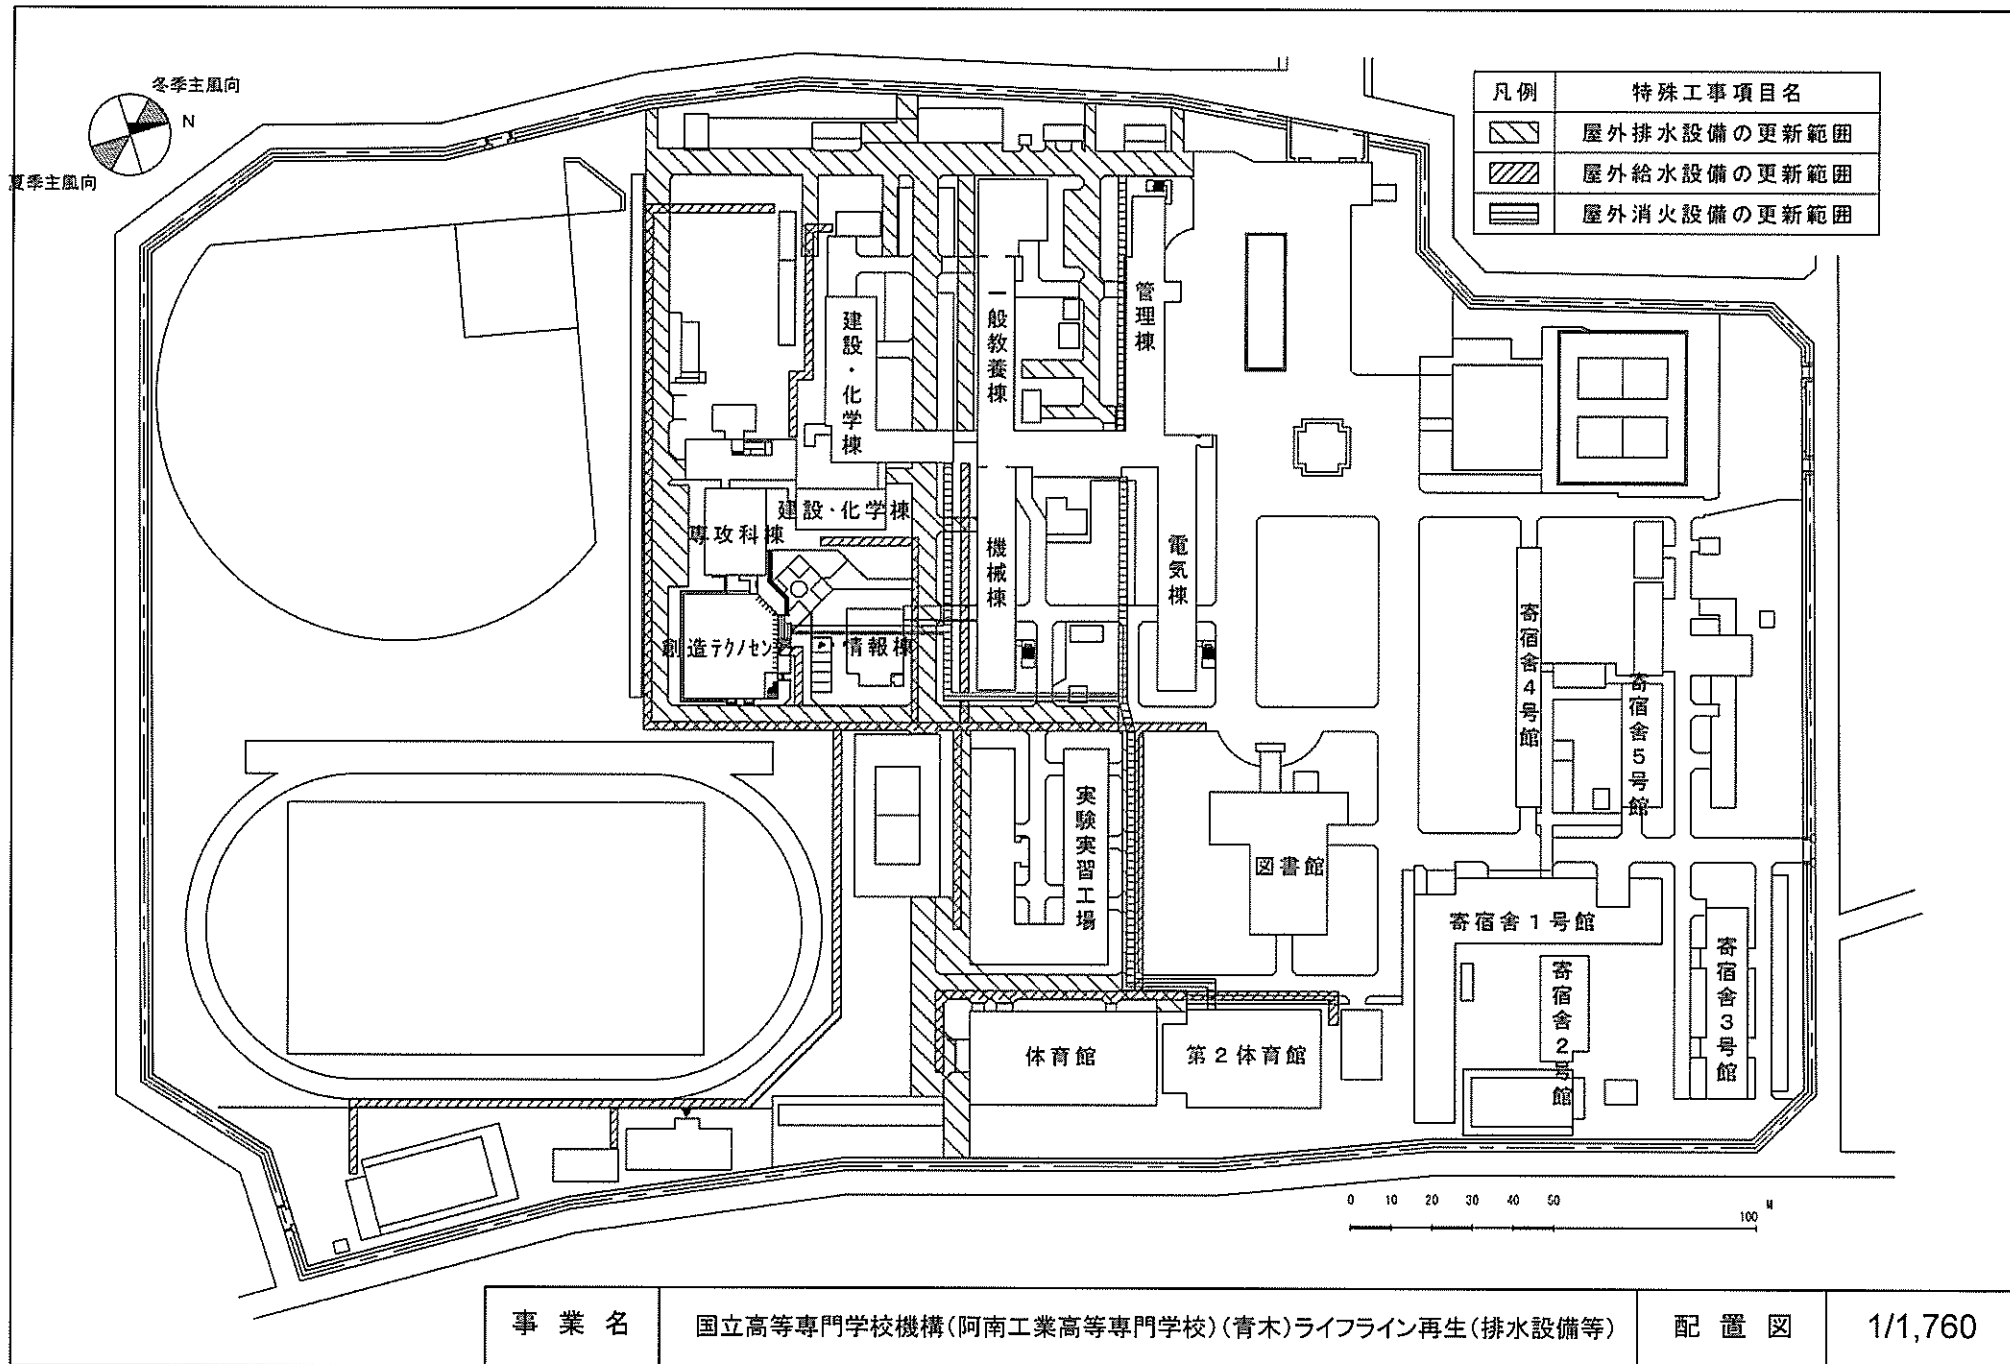 冬季主風向
N
夏季主風向
凡例 特殊工事項目名
屋外排水設備の更新範囲
屋外給水設備の更新範囲
屋外消火設備の更新範囲
建設・化学棟
一般教養棟
管理棟
建設・化学棟
専攻科棟
機械棟
電気棟
創造テクノセン
情報棟
寄宿舎4号館
寄宿舎5号館
実験実習工場
図書館
寄宿舎1号館
寄宿舎2号館
寄宿舎3号館
体育館
第2体育館
0 10 20 30 40 50 100 M
事業名 国立高等専門学校機構(阿南工業高等専門学校)(青木)ライフライン再生(排水設備等) 配置図 1/1,760